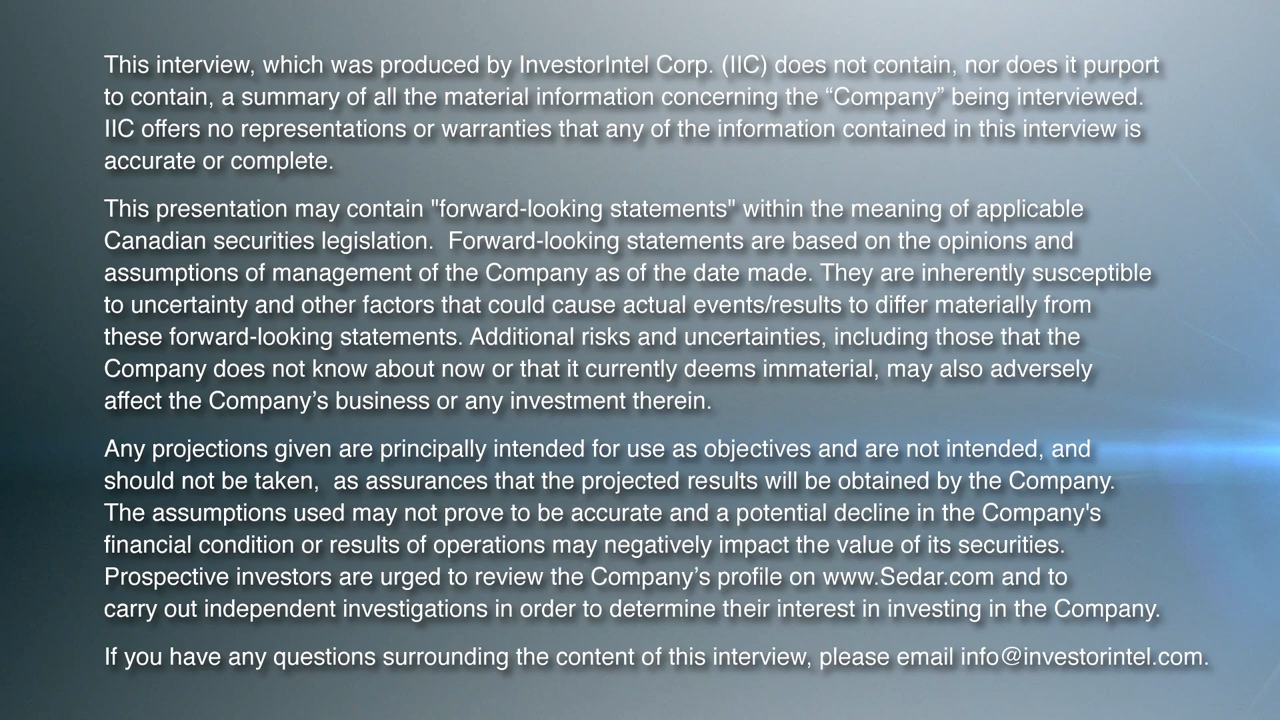 This interview, which was produced by InvestorIntel Corp. (IIC) does not contain, nor does it purport
to contain, a summary of all the material information concerning the “Company” being interviewed.
IIC offers no representations or warranties that any of the information contained in this interview is
accurate or complete.
This presentation may contain "forward-looking statements" within the meaning of applicable
Canadian securities legislation.  Forward-looking statements are based on the opinions and
assumptions of management of the Company as of the date made. They are inherently susceptible
to uncertainty and other factors that could cause actual events/results to differ materially from
these forward-looking statements. Additional risks and uncertainties, including those that the
Company does not know about now or that it currently deems immaterial, may also adversely
affect the Company’s business or any investment therein.
Any projections given are principally intended for use as objectives and are not intended, and
should not be taken,  as assurances that the projected results will be obtained by the Company.
The assumptions used may not prove to be accurate and a potential decline in the Company's
financial condition or results of operations may negatively impact the value of its securities.
Prospective investors are urged to review the Company’s profile on www.Sedar.com and to
carry out independent investigations in order to determine their interest in investing in the Company.
If you have any questions surrounding the content of this interview, please email info@investorintel.com.